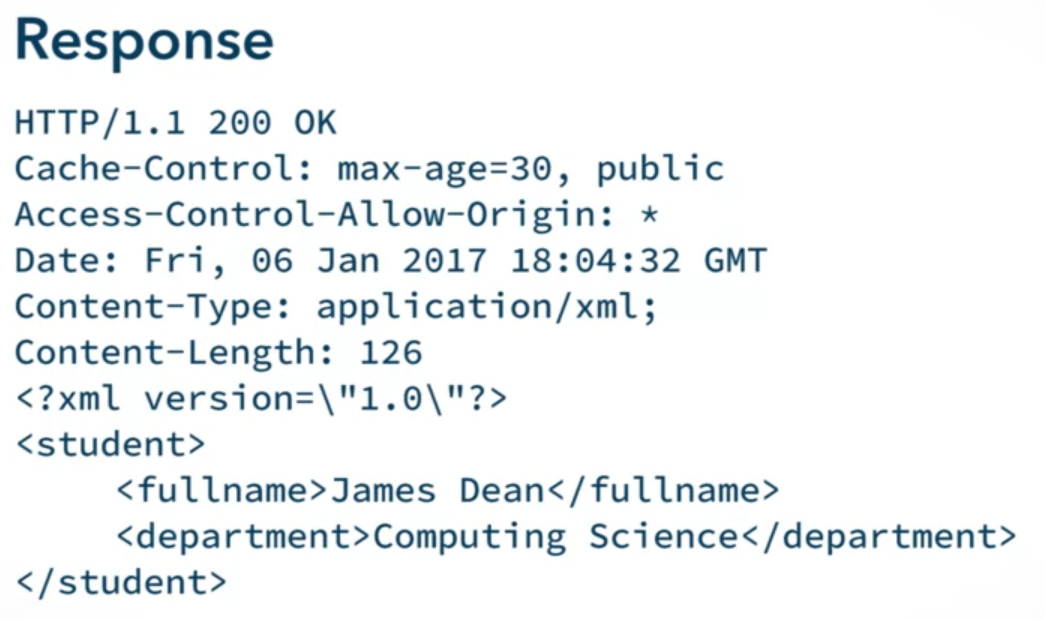 Response
HTTP/1.1 200 OK
Cache-Control: max-age=30, public
Access-Control-Allow-Origin: *
Date: Fri, 06 Jan 2017 18:04:32 GMT
Content-Type: application/xml;
Content-Length: 126
<?xml version=\"1.0\"?>
<student>
    <fullname>James Dean</fullname>
    <department>Computing Science</department>
</student>